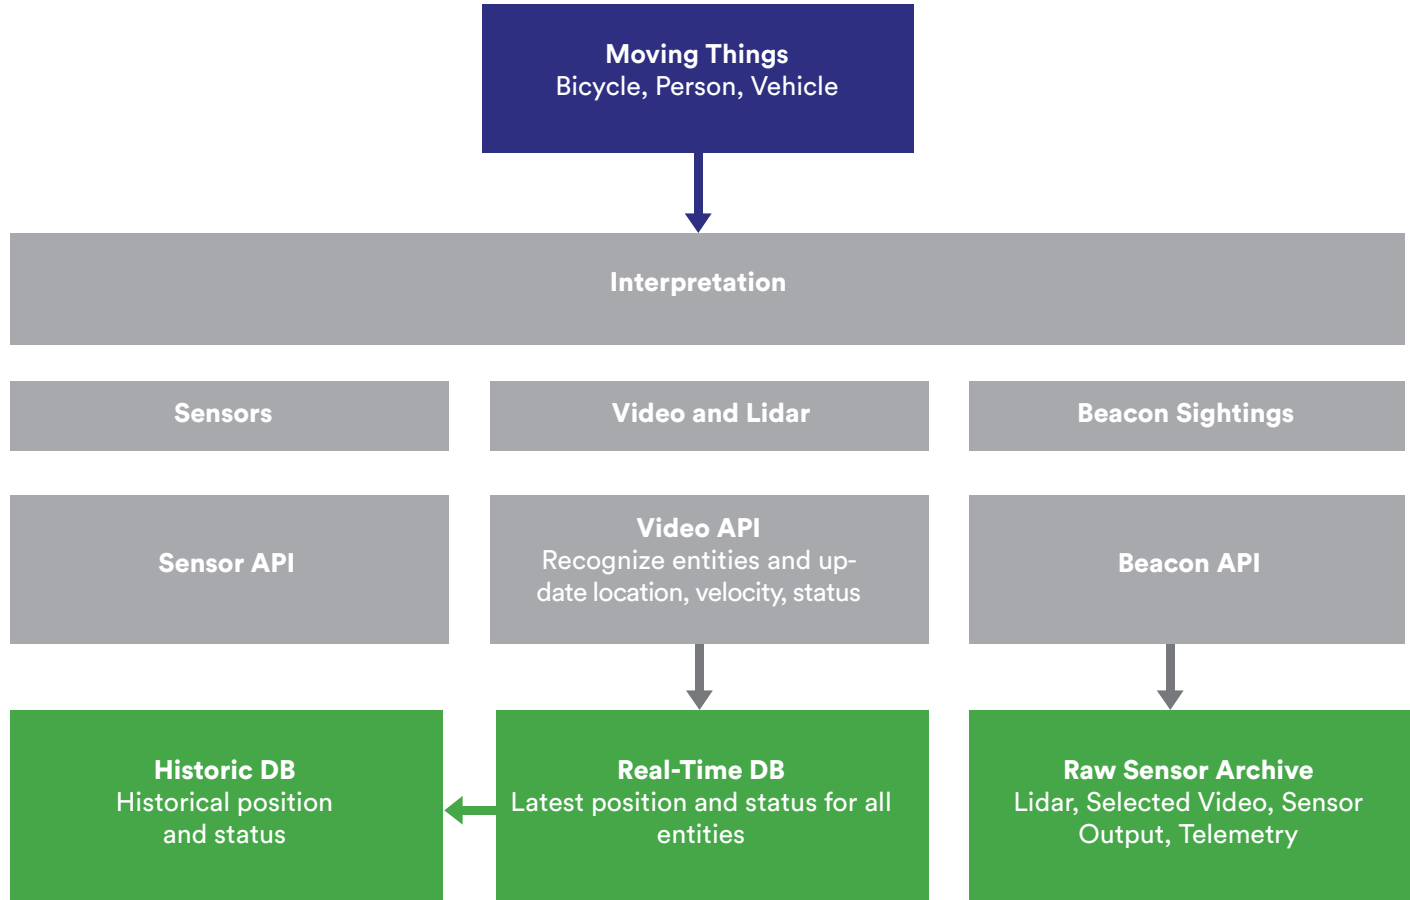 Moving Things
Bicycle, Person, Vehicle
Interpretation
Sensors
Video and Lidar
Beacon Sightings
Sensor API
Video API
Recognize entities and up-
date location, velocity, status
Beacon API
Historic DB
Historical position
and status
Real-Time DB
Latest position and status for all
entities
Raw Sensor Archive
Lidar, Selected Video, Sensor
Output, Telemetry